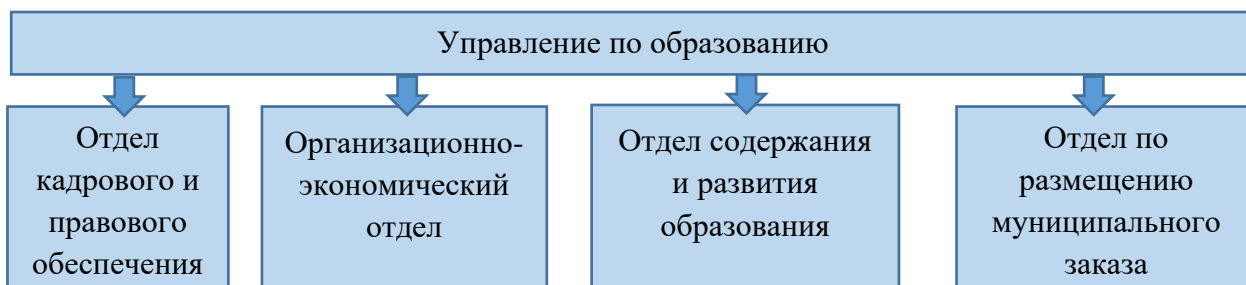 Управление по образованию
Отдел
кадрового и
правового
обеспечения
Организационно-
экономический
отдел
Отдел содержания
и развития
образования
Отдел по
размещению
муниципального
заказа